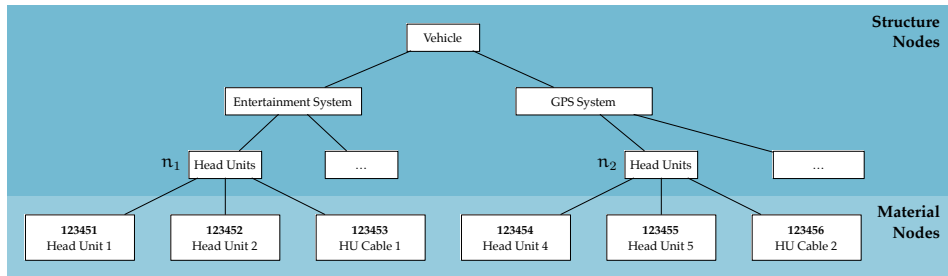 Structure
Nodes
Vehicle
Entertainment System
GPS System
n1
Head Units
...
n2
Head Units
...
Material
Nodes
123451
Head Unit 1
123452
Head Unit 2
123453
HU Cable 1
123454
Head Unit 4
123455
Head Unit 5
123456
HU Cable 2